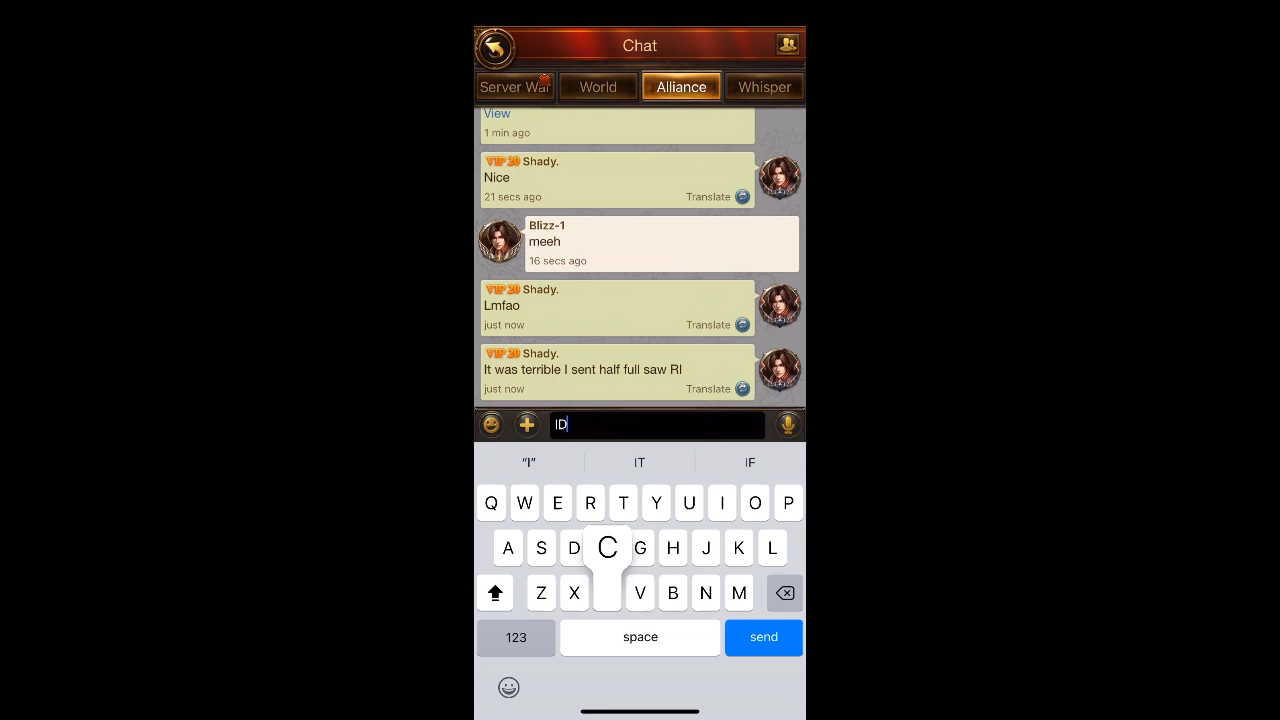 Chat
Server War
World
Alliance
Whisper
View
1 min ago
VIP 20 Shady.
Nice
21 secs ago
Translate
Blizz-1
meeh
16 secs ago
VIP 20 Shady.
Lmfao
just now
Translate
VIP 20 Shady.
It was terrible I sent half full saw RI
just now
Translate
ID
“I” IT IF
Q W E R T Y U I O P
A S D C G H J K L
Z X V B N M
123 space send